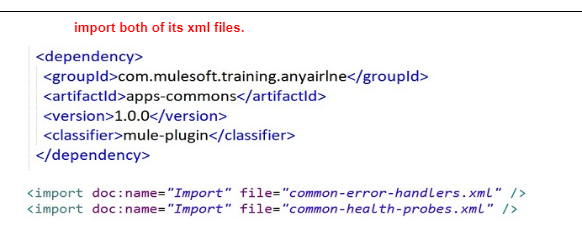 import both of its xml files.
<dependency>
<groupId>com.mulesoft.training.anyairlne</groupId>
<artifactId>apps-commons</artifactId>
<version>1.0.0</version>
<classifier>mule-plugin</classifier>
</dependency>
<import doc:name="Import" file="common-error-handlers.xml" />
<import doc:name="Import" file="common-health-probes.xml" />